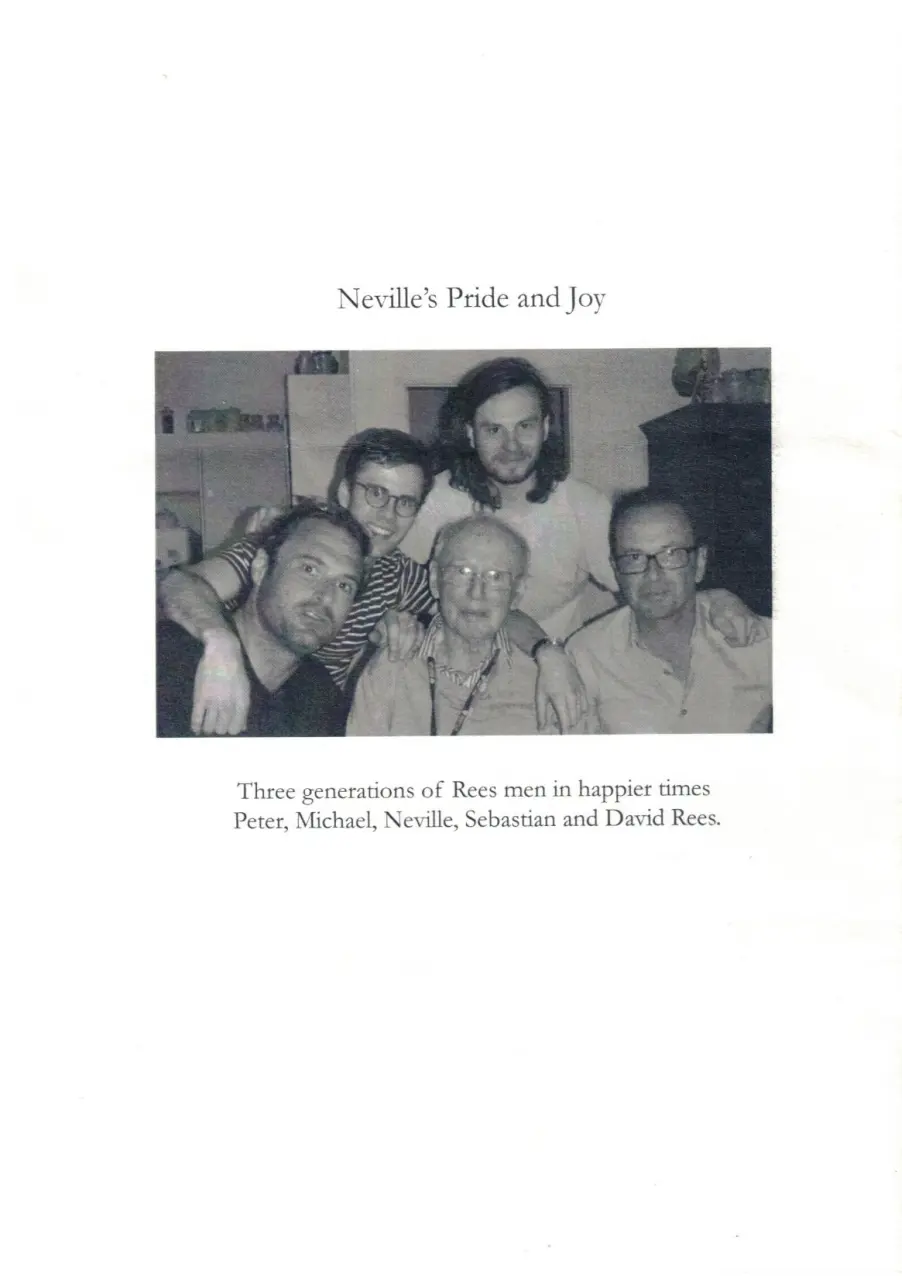 Neville's Pride and Joy
Three generations of Rees men in happier times
Peter, Michael, Neville, Sebastian and David Rees.